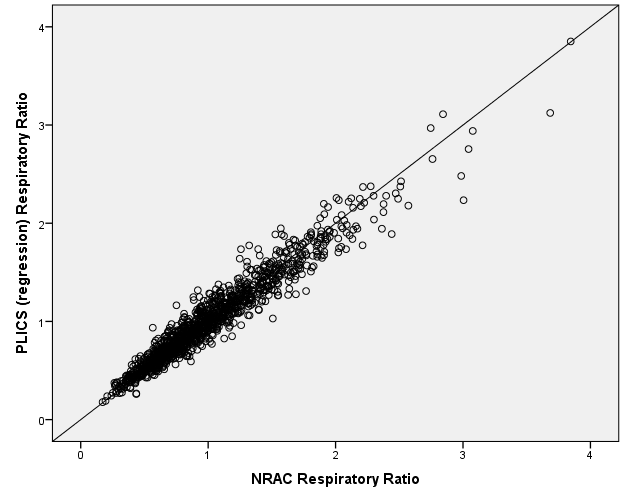 PLICS (regression) Respiratory Ratio
4
3
2
1
0
0 1 2 3 4
NRAC Respiratory Ratio